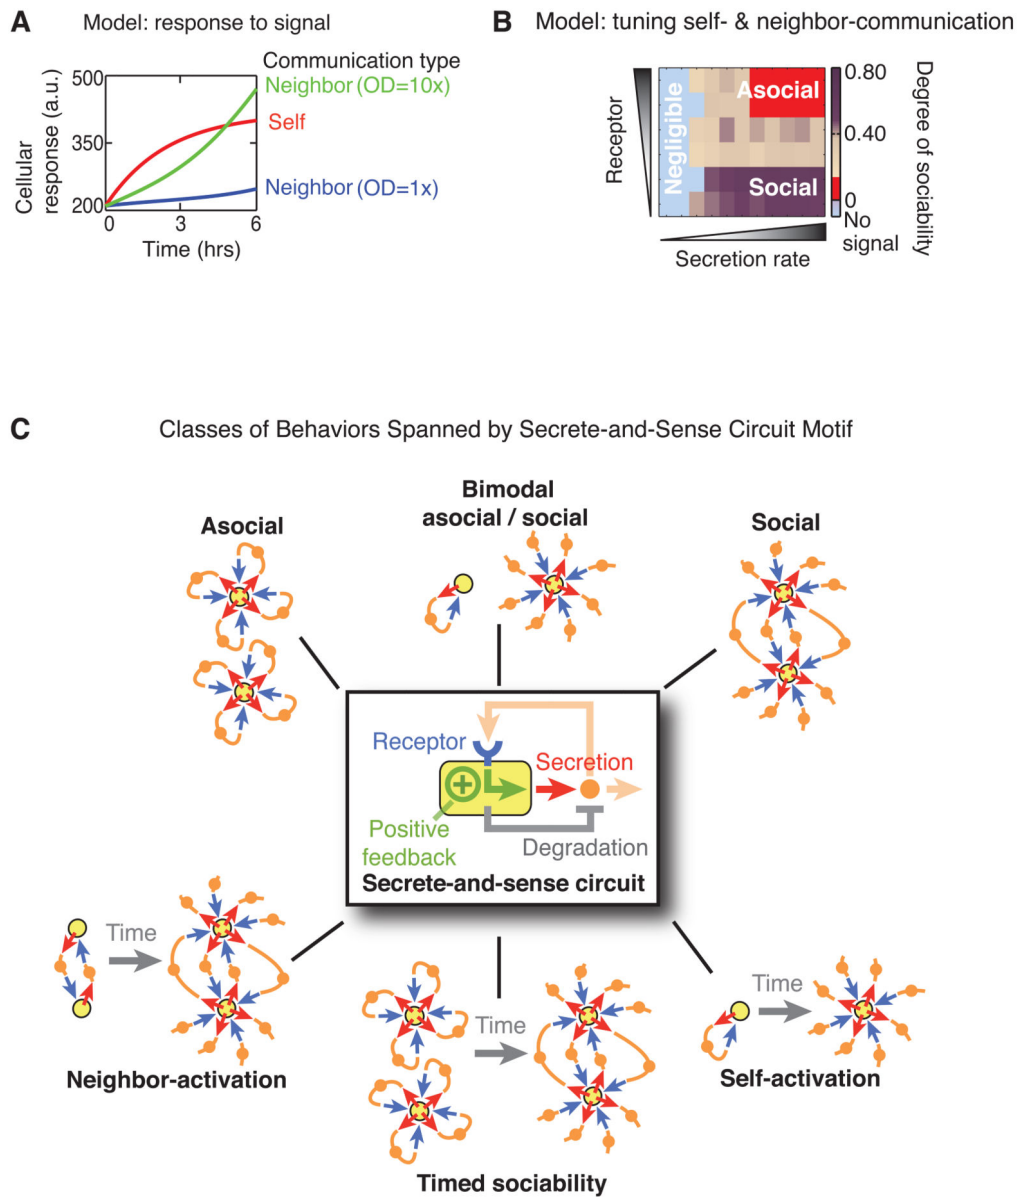 A
Model: response to signal
Communication type
Cellular
response (a.u.)
500
350
200
0
3
6
Time (hrs)
Neighbor (OD=10x)
Self
Neighbor (OD=1x)
B
Model: tuning self- & neighbor-communication
Receptor
Negligible
Asocial
Social
Secretion rate
0.80
0.40
0
No
signal
Degree of sociability
C
Classes of Behaviors Spanned by Secrete-and-Sense Circuit Motif
Asocial
Bimodal
asocial / social
Social
Receptor
Secretion
Positive
feedback
Degradation
Secrete-and-sense circuit
Time
Neighbor-activation
Time
Timed sociability
Time
Self-activation